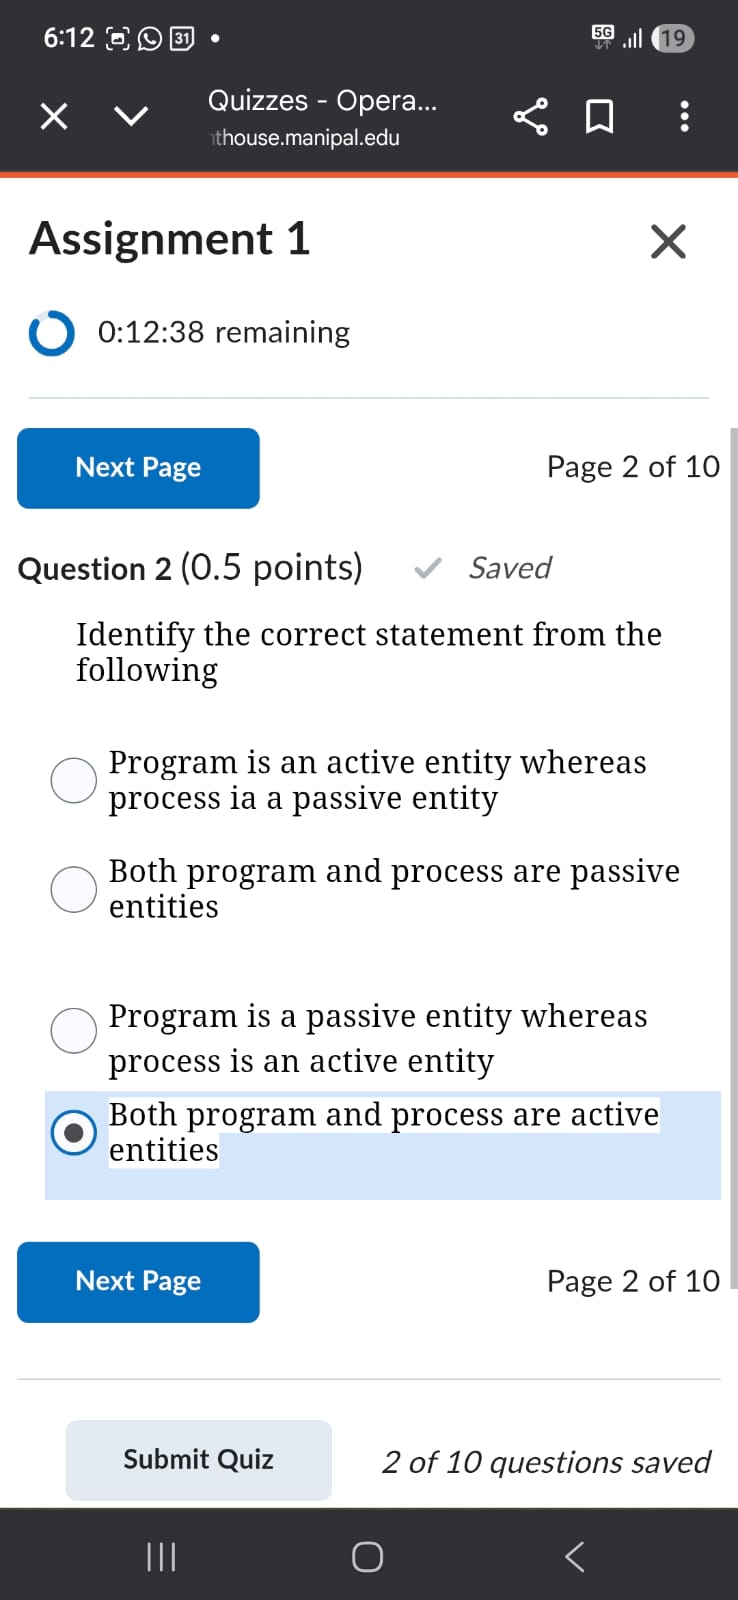 6:12 31 5G 19
Quizzes - Opera...
thouse.manipal.edu
Assignment 1
0:12:38 remaining
Next Page Page 2 of 10
Question 2 (0.5 points) Saved
Identify the correct statement from the
following
Program is an active entity whereas
process ia a passive entity
Both program and process are passive
entities
Program is a passive entity whereas
process is an active entity
Both program and process are active
entities
Next Page Page 2 of 10
Submit Quiz 2 of 10 questions saved